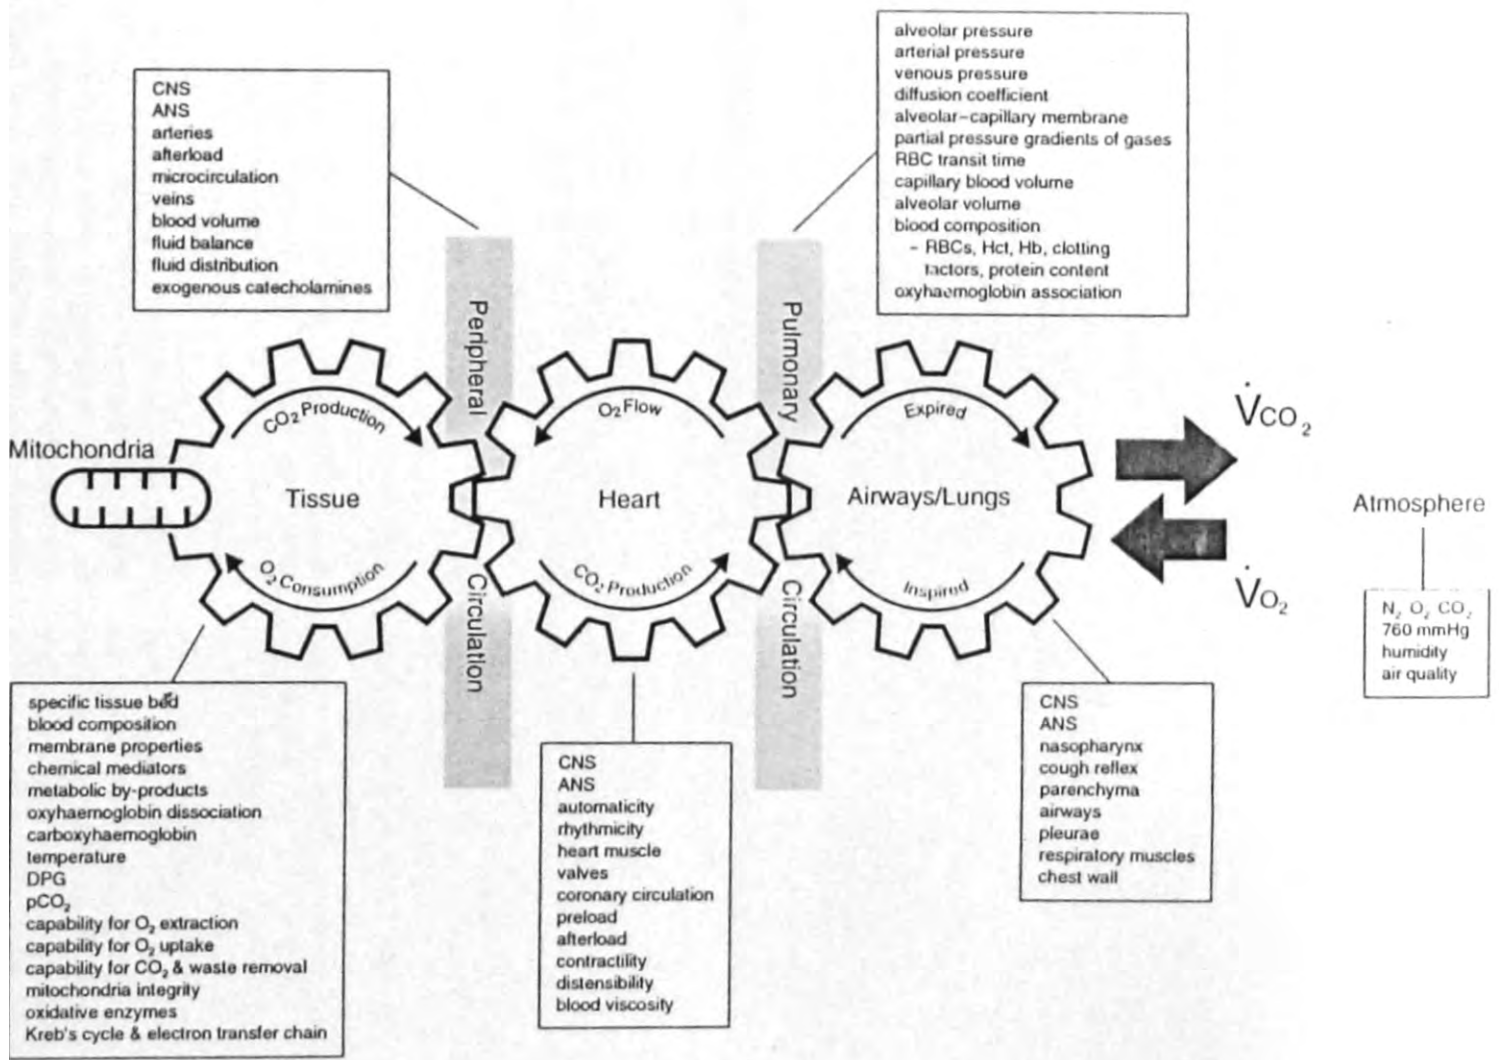 alveolar pressure
arterial pressure
venous pressure
diffusion coefficient
alveolar–capillary membrane
partial pressure gradients of gases
RBC transit time
capillary blood volume
alveolar volume
blood composition
– RBCs, Hct, Hb, clotting
factors, protein content
oxyhaemoglobin association
CNS
ANS
arteries
afterload
microcirculation
veins
blood volume
fluid balance
fluid distribution
exogenous catecholamines
Peripheral
Circulation
Pulmonary
Circulation
Mitochondria
CO₂ Production
Tissue
O₂ Consumption
O₂ Flow
Heart
CO₂ Production
Expired
Airways/Lungs
Inspired
V̇CO₂
V̇O₂
Atmosphere
N₂ O₂ CO₂
760 mmHg
humidity
air quality
specific tissue bed
blood composition
membrane properties
chemical mediators
metabolic by-products
oxyhaemoglobin dissociation
carboxyhaemoglobin
temperature
DPG
pCO₂
capability for O₂ extraction
capability for O₂ uptake
capability for CO₂ & waste removal
mitochondria integrity
oxidative enzymes
Kreb's cycle & electron transfer chain
CNS
ANS
automaticity
rhythmicity
heart muscle
valves
coronary circulation
preload
afterload
contractility
distensibility
blood viscosity
CNS
ANS
nasopharynx
cough reflex
parenchyma
airways
pleurae
respiratory muscles
chest wall